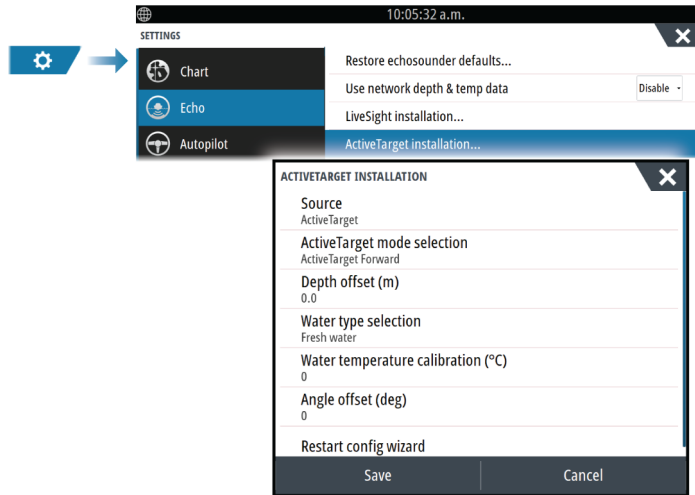 10:05:32 a.m.
SETTINGS
Chart
Echo
Autopilot
Restore echosounder defaults...
Use network depth & temp data
Disable
LiveSight installation...
ActiveTarget installation...
ACTIVETARGET INSTALLATION
Source
ActiveTarget
ActiveTarget mode selection
ActiveTarget Forward
Depth offset (m)
0.0
Water type selection
Fresh water
Water temperature calibration (°C)
0
Angle offset (deg)
0
Restart config wizard
Save
Cancel